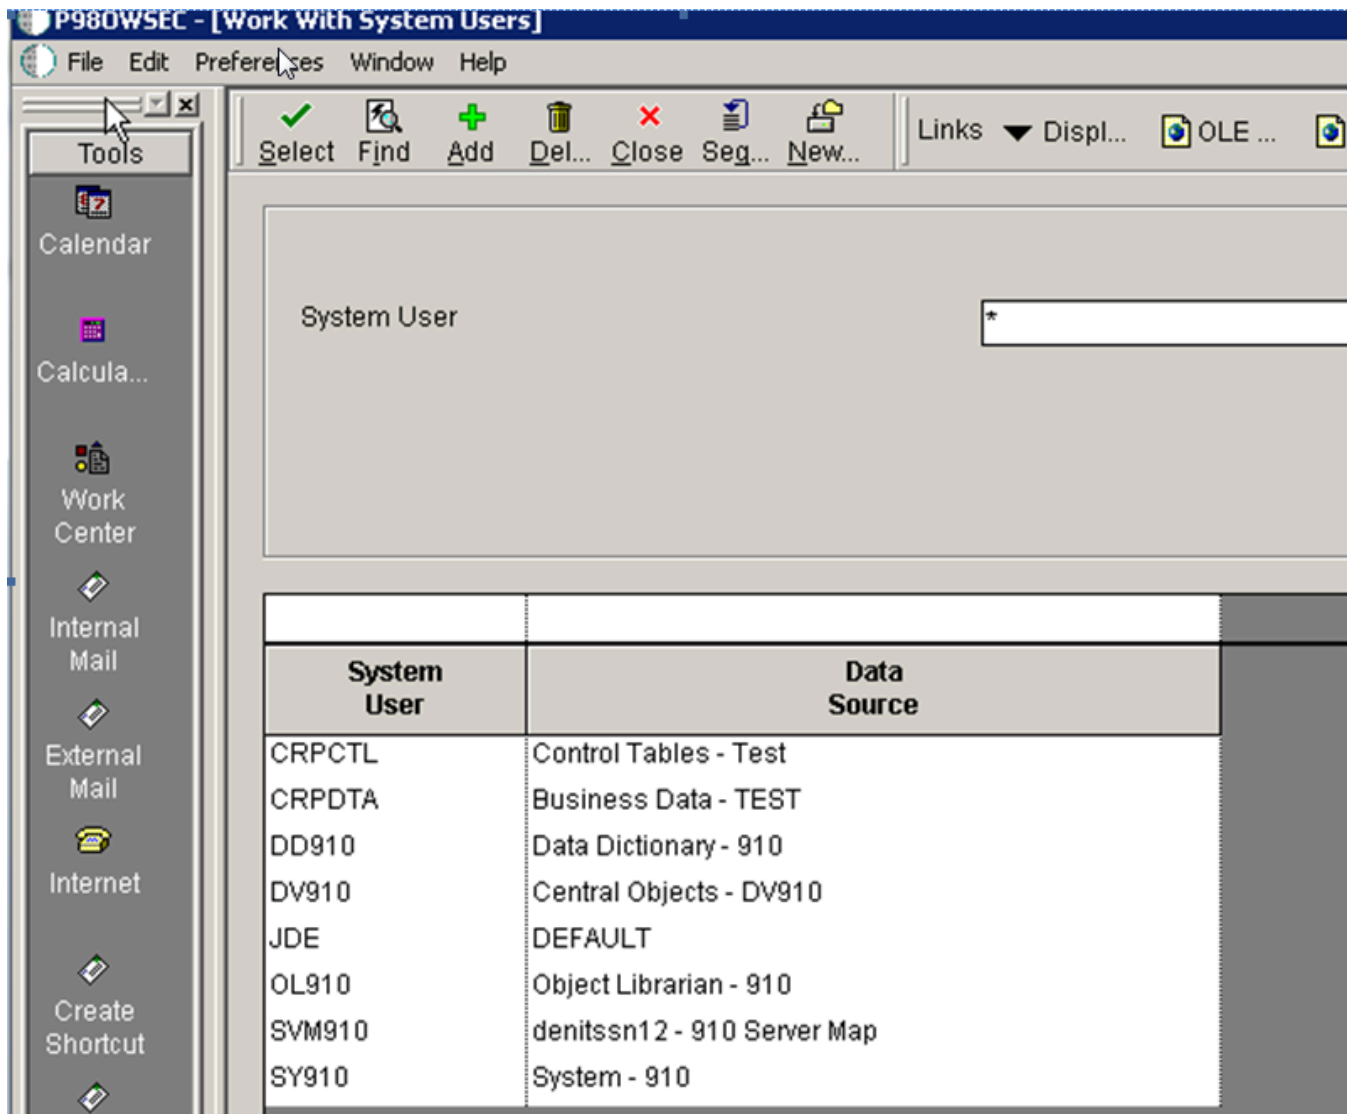 P98OWSEC - [Work With System Users]
File Edit Preferences Window Help
Tools
Select Find Add Del... Close Seq... New... Links Displ... OLE ...
Calendar
Calcula...
Work
Center
Internal
Mail
External
Mail
Internet
Create
Shortcut
System User *
System
User
Data
Source
CRPCTL Control Tables - Test
CRPDTA Business Data - TEST
DD910 Data Dictionary - 910
DV910 Central Objects - DV910
JDE DEFAULT
OL910 Object Librarian - 910
SVM910 denitssn12 - 910 Server Map
SY910 System - 910